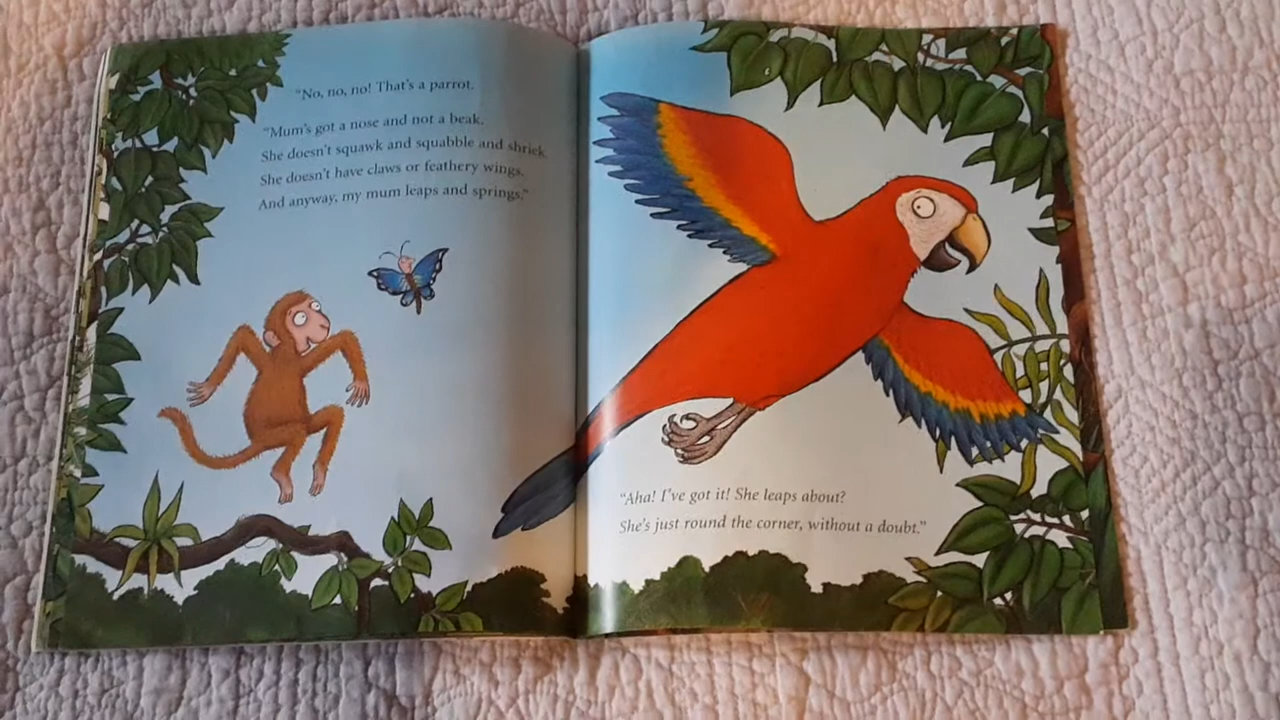 "No, no, no! That's a parrot.
"Mum's got a nose and not a beak.
She doesn't squawk and squabble and shriek.
She doesn't have claws or feathery wings.
And anyway, my mum leaps and springs."
"Aha! I've got it! She leaps about?
She's just round the corner, without a doubt."